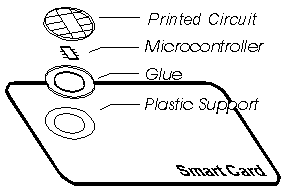 Printed Circuit
Microcontroller
Glue
Plastic Support
Smart Card